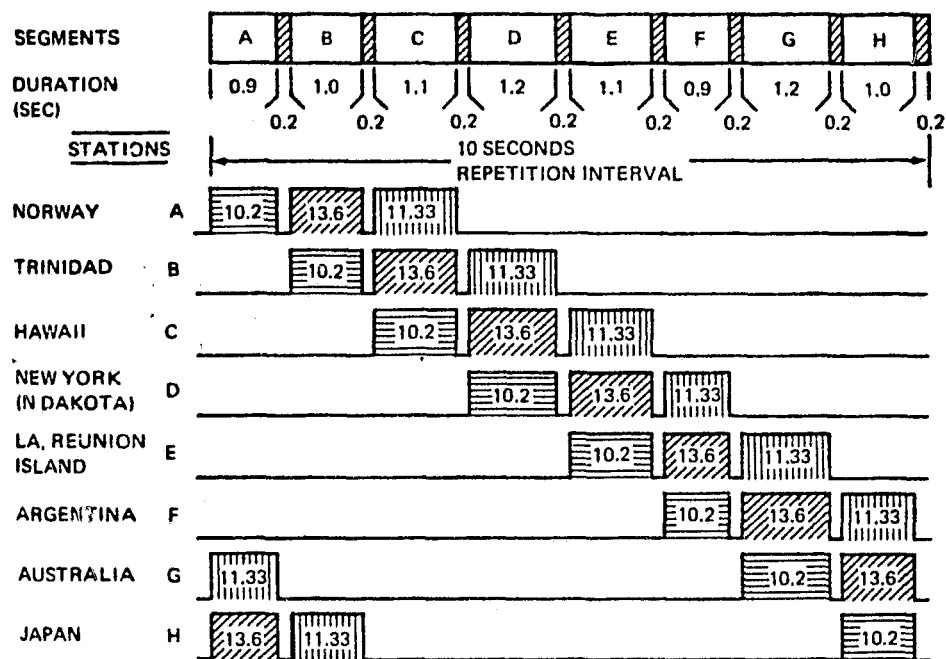 SEGMENTS A B C D E F G H
DURATION (SEC) 0.9 1.0 1.1 1.2 1.1 0.9 1.2 1.0
0.2 0.2 0.2 0.2 0.2 0.2 0.2 0.2
STATIONS
10 SECONDS
REPETITION INTERVAL
NORWAY A 10.2 13.6 11.33
TRINIDAD B 10.2 13.6 11.33
HAWAII C 10.2 13.6 11.33
NEW YORK
(N DAKOTA) D 10.2 13.6 11.33
LA, REUNION
ISLAND E 10.2 13.6 11.33
ARGENTINA F 10.2 13.6 11.33
AUSTRALIA G 11.33 10.2 13.6
JAPAN H 13.6 11.33 10.2